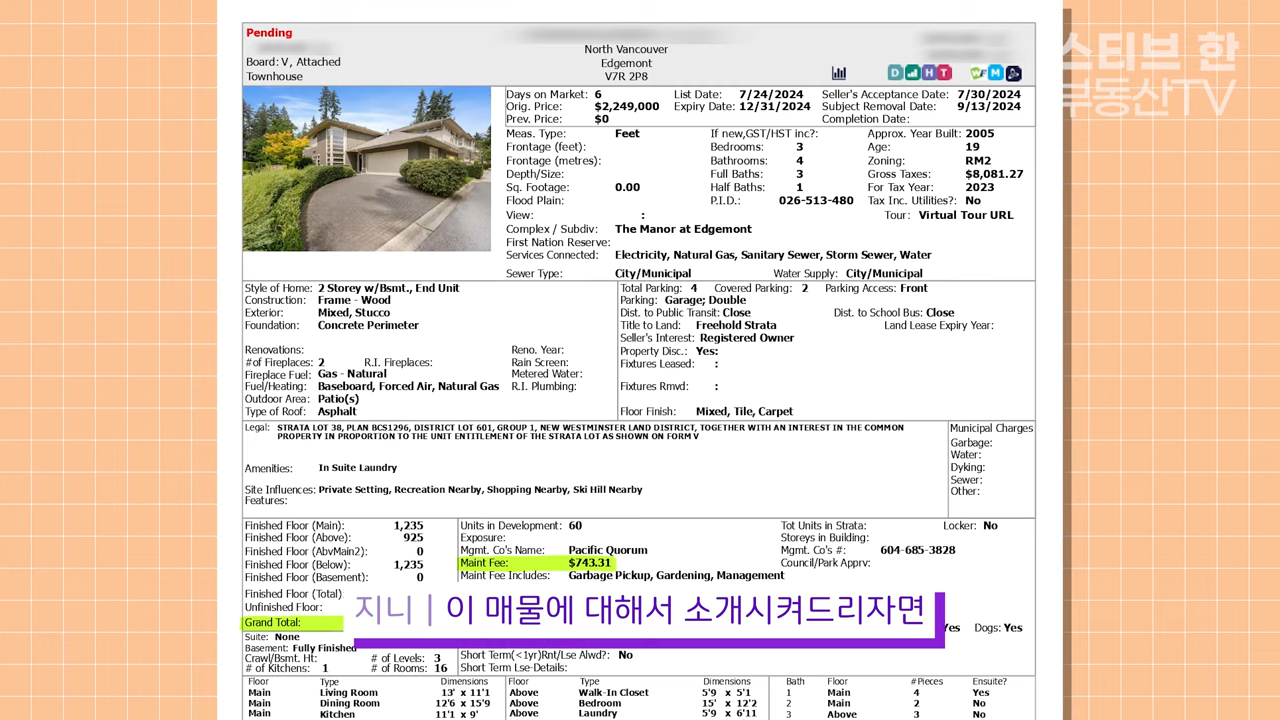 Pending
North Vancouver
Board: V, Attached
Edgemont
Townhouse
V7R 2P8
스티브 한
부동산TV
Days on Market: 6 List Date: 7/24/2024 Seller's Acceptance Date: 7/30/2024
Orig. Price: $2,249,000 Expiry Date: 12/31/2024 Subject Removal Date: 9/13/2024
Prev. Price: $0 Completion Date:
Meas. Type: Feet If new,GST/HST inc?: Approx. Year Built: 2005
Frontage (feet): Bedrooms: 3 Age: 19
Frontage (metres): Bathrooms: 4 Zoning: RM2
Depth/Size: Full Baths: 3 Gross Taxes: $8,081.27
Sq. Footage: 0.00 Half Baths: 1 For Tax Year: 2023
Flood Plain: P.I.D.: 026-513-480 Tax Inc. Utilities?: No
View: : Tour: Virtual Tour URL
Complex / Subdiv: The Manor at Edgemont
First Nation Reserve:
Services Connected: Electricity, Natural Gas, Sanitary Sewer, Storm Sewer, Water
Sewer Type: City/Municipal Water Supply: City/Municipal
Style of Home: 2 Storey w/Bsmt., End Unit Total Parking: 4 Covered Parking: 2 Parking Access: Front
Construction: Frame - Wood Parking: Garage; Double
Exterior: Mixed, Stucco Dist. to Public Transit: Close Dist. to School Bus: Close
Foundation: Concrete Perimeter Title to Land: Freehold Strata Land Lease Expiry Year:
Seller's Interest: Registered Owner
Renovations: Reno. Year: Property Disc.: Yes:
# of Fireplaces: 2 R.I. Fireplaces: Rain Screen: Fixtures Leased: :
Fireplace Fuel: Gas - Natural Metered Water:
Fuel/Heating: Baseboard, Forced Air, Natural Gas R.I. Plumbing: Fixtures Rmvd: :
Outdoor Area: Patio(s)
Type of Roof: Asphalt Floor Finish: Mixed, Tile, Carpet
Legal: STRATA LOT 38, PLAN BCS1296, DISTRICT LOT 601, GROUP 1, NEW WESTMINSTER LAND DISTRICT, TOGETHER WITH AN INTEREST IN THE COMMON
PROPERTY IN PROPORTION TO THE UNIT ENTITLEMENT OF THE STRATA LOT AS SHOWN ON FORM V
Municipal Charges
Garbage:
Water:
Dyking:
Sewer:
Other:
Amenities: In Suite Laundry
Site Influences: Private Setting, Recreation Nearby, Shopping Nearby, Ski Hill Nearby
Features:
Finished Floor (Main): 1,235 Units in Development: 60 Tot Units in Strata: Locker: No
Finished Floor (Above): 925 Exposure: Storeys in Building:
Finished Floor (AbvMain2): 0 Mgmt. Co's Name: Pacific Quorum Mgmt. Co's #: 604-685-3828
Finished Floor (Below): 1,235 Maint Fee: $743.31 Council/Park Apprv:
Finished Floor (Basement): 0 Maint Fee Includes: Garbage Pickup, Gardening, Management
Finished Floor (Total):
Unfinished Floor:
지니 | 이 매물에 대해서 소개시켜드리자면
Grand Total: Yes Dogs: Yes
Suite: None
Basement: Fully Finished
Crawl/Bsmt. Ht: # of Levels: 3 Short Term(<1yr)Rnt/Lse Alwd?: No
# of Kitchens: 1 # of Rooms: 16 Short Term Lse-Details:
Floor Type Dimensions Floor Type Dimensions Bath Floor # Pieces Ensuite?
Main Living Room 13' x 11'1 Above Walk-In Closet 5'9 x 5'1 1 Main 4 Yes
Main Dining Room 12'6 x 15'9 Above Bedroom 15' x 12'2 2 Main 2 No
Main Kitchen 11'1 x 9' Above Laundry 5'9 x 6'11 3 Above 3 No